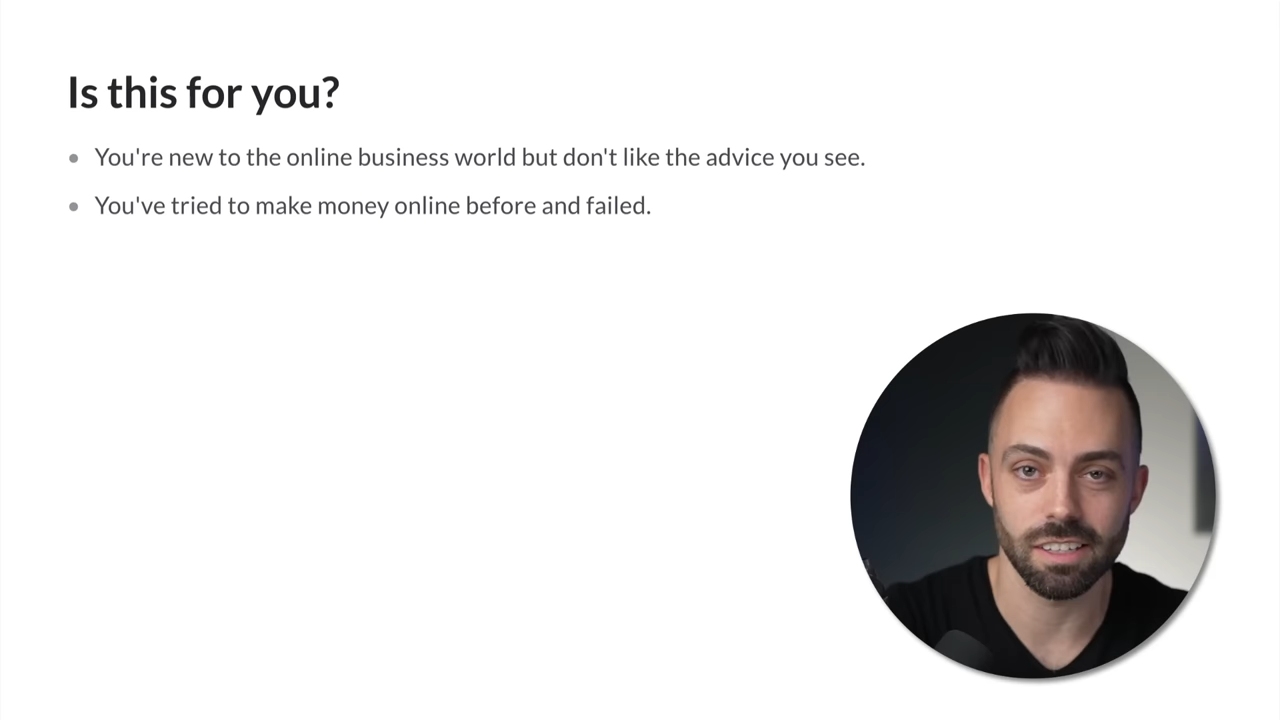 Is this for you?
You're new to the online business world but don't like the advice you see.
You've tried to make money online before and failed.